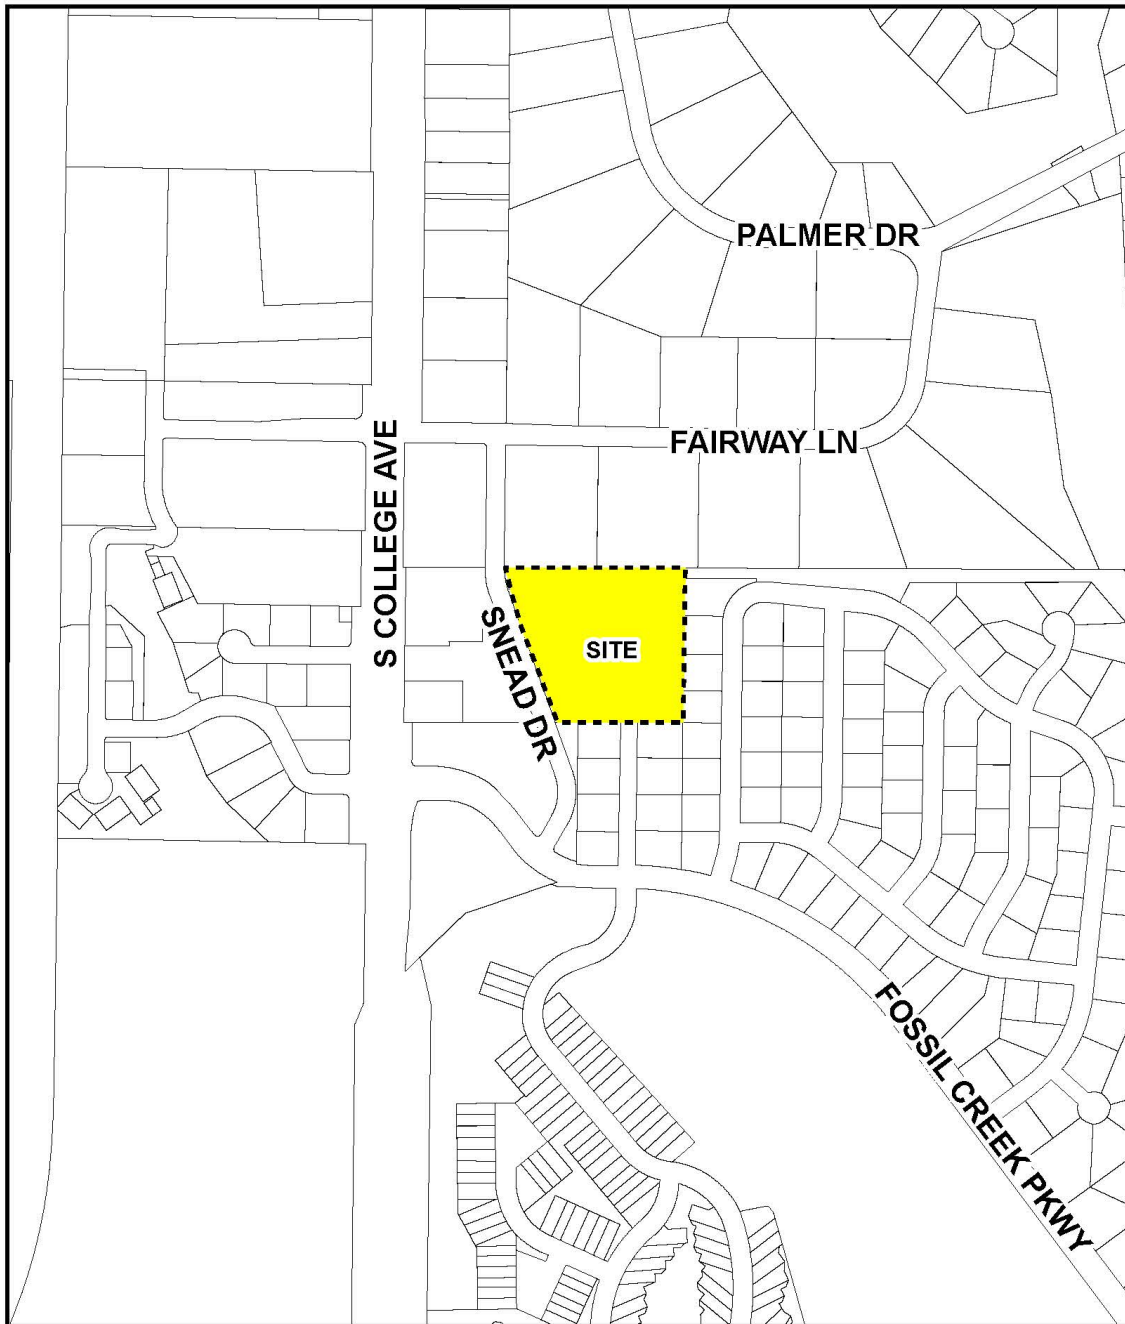 PALMER DR
FAIRWAY LN
S COLLEGE AVE
SNEAD DR
SITE
FOSSIL CREEK PKWY